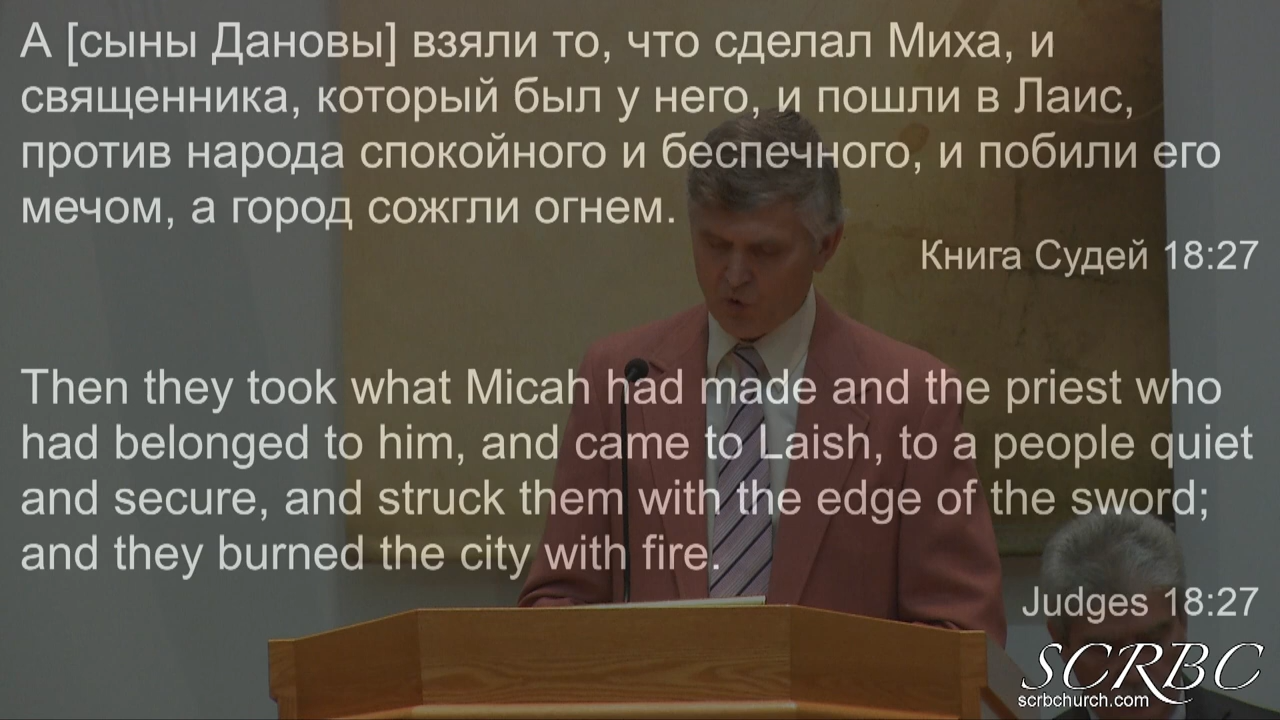 А [сыны Дановы] взяли то, что сделал Миха, и
священника, который был у него, и пошли в Лаис,
против народа спокойного и беспечного, и побили его
мечом, а город сожгли огнем.
Книга Судей 18:27
Then they took what Micah had made and the priest who
had belonged to him, and came to Laish, to a people quiet
and secure, and struck them with the edge of the sword;
and they burned the city with fire.
Judges 18:27
SCRBC
scrbchurch.com